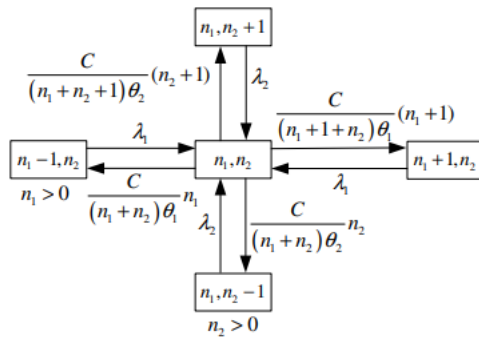 n₁, n₂+1
C/((n₁+n₂+1)θ₂) (n₂+1)
λ₂
C/((n₁+1+n₂)θ₁) (n₁+1)
λ₁
n₁−1, n₂
n₁, n₂
n₁+1, n₂
n₁>0
C/((n₁+n₂)θ₁) n₁
λ₁
λ₂
C/((n₁+n₂)θ₂) n₂
n₁, n₂−1
n₂>0